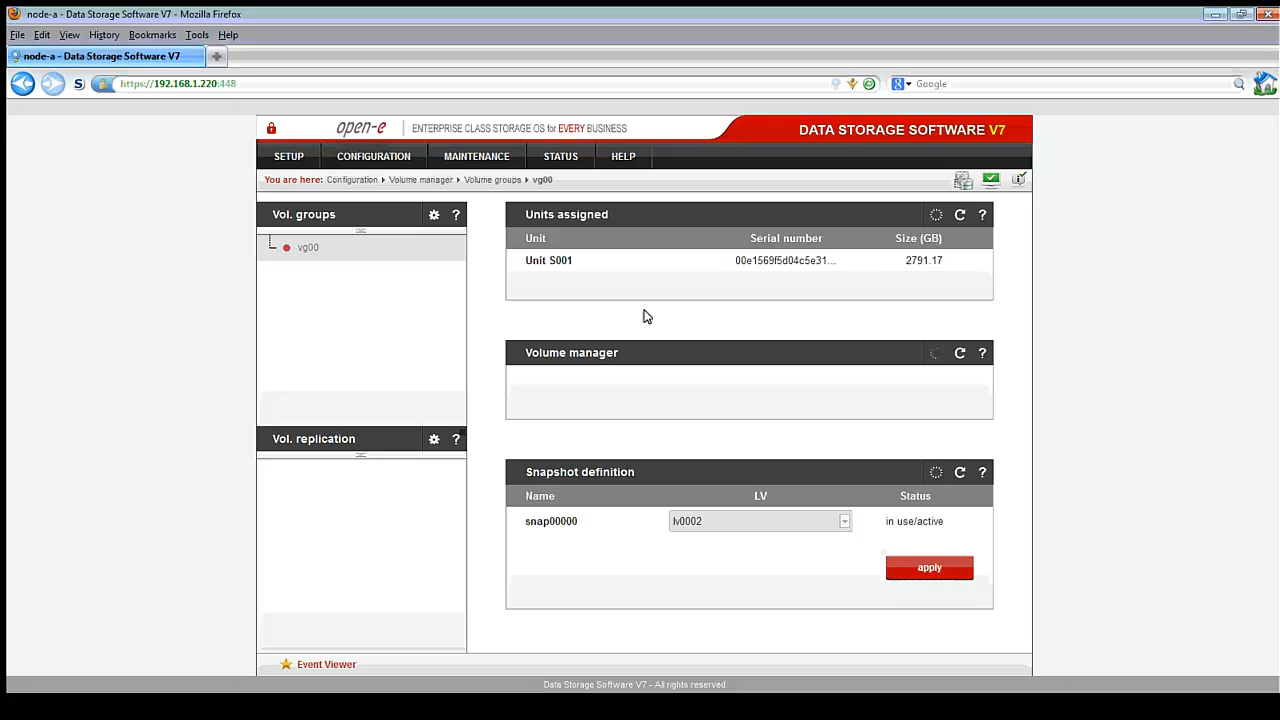 node-a - Data Storage Software V7 - Mozilla Firefox
File Edit View History Bookmarks Tools Help
node-a - Data Storage Software V7
S https://192.168.1.220:448 Google
open-e ENTERPRISE CLASS STORAGE OS for EVERY BUSINESS DATA STORAGE SOFTWARE V7
SETUP CONFIGURATION MAINTENANCE STATUS HELP
You are here: Configuration Volume manager Volume groups vg00
Vol. groups ?
vg00
Units assigned ?
Unit Serial number Size (GB)
Unit S001 00e1569f5d04c5e31... 2791.17
Volume manager ?
Vol. replication ?
Snapshot definition ?
Name LV Status
snap00000 lv0002 in use/active
apply
Event Viewer
Data Storage Software V7 - All rights reserved